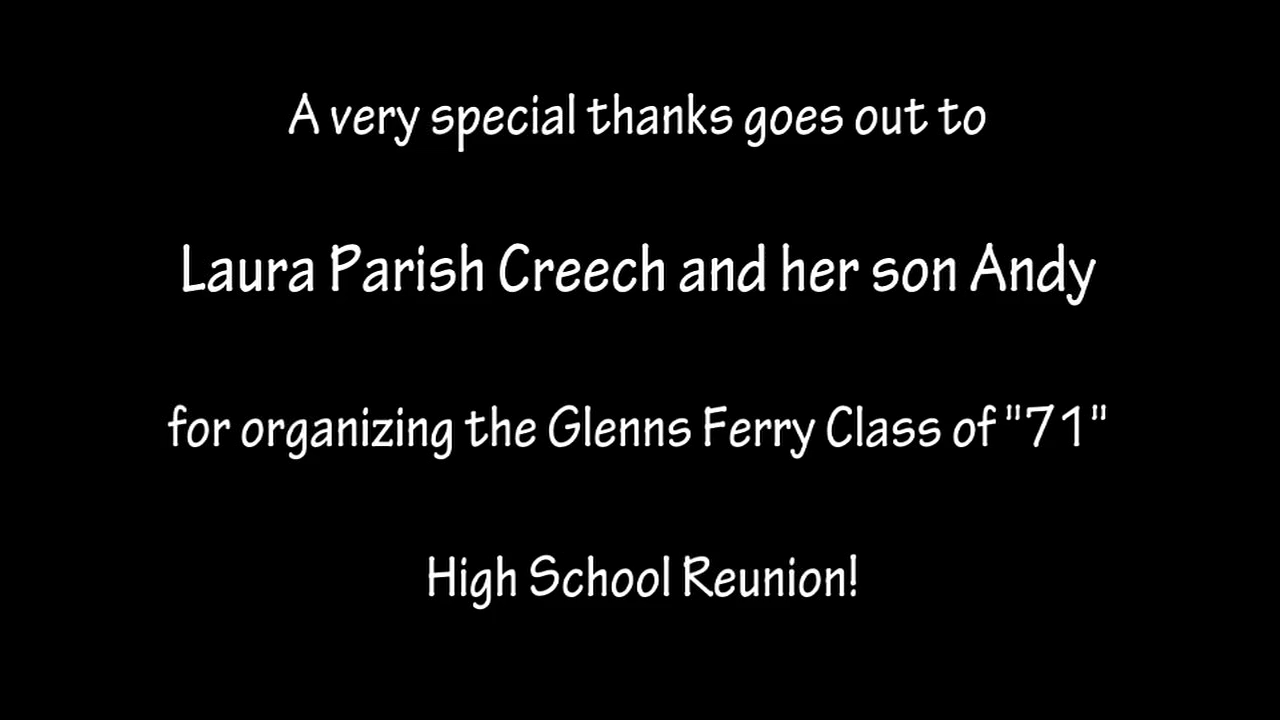 A very special thanks goes out to
Laura Parish Creech and her son Andy
for organizing the Glenns Ferry Class of "71"
High School Reunion!